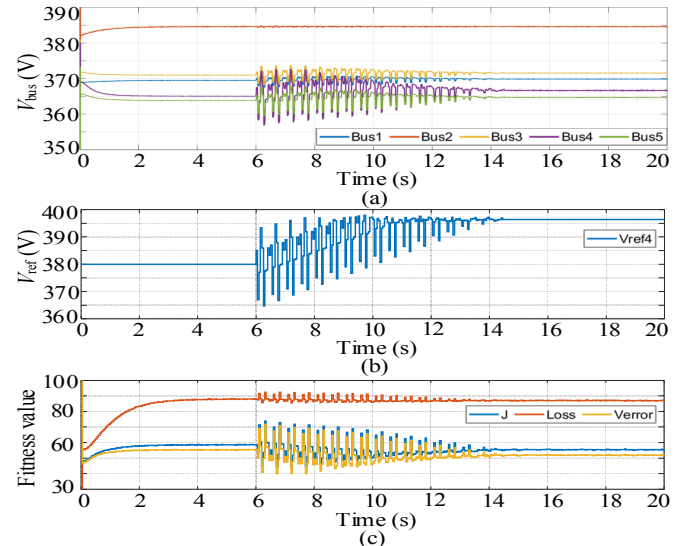 390
380
370
360
350
V_bus (V)
Bus1 Bus2 Bus3 Bus4 Bus5
0 2 4 6 8 10 12 14 16 18 20
Time (s)
(a)
400
390
380
370
360
V_ref (V)
Vref4
0 2 4 6 8 10 12 14 16 18 20
Time (s)
(b)
100
80
60
40
30
Fitness value
J Loss Verror
0 2 4 6 8 10 12 14 16 18 20
Time (s)
(c)